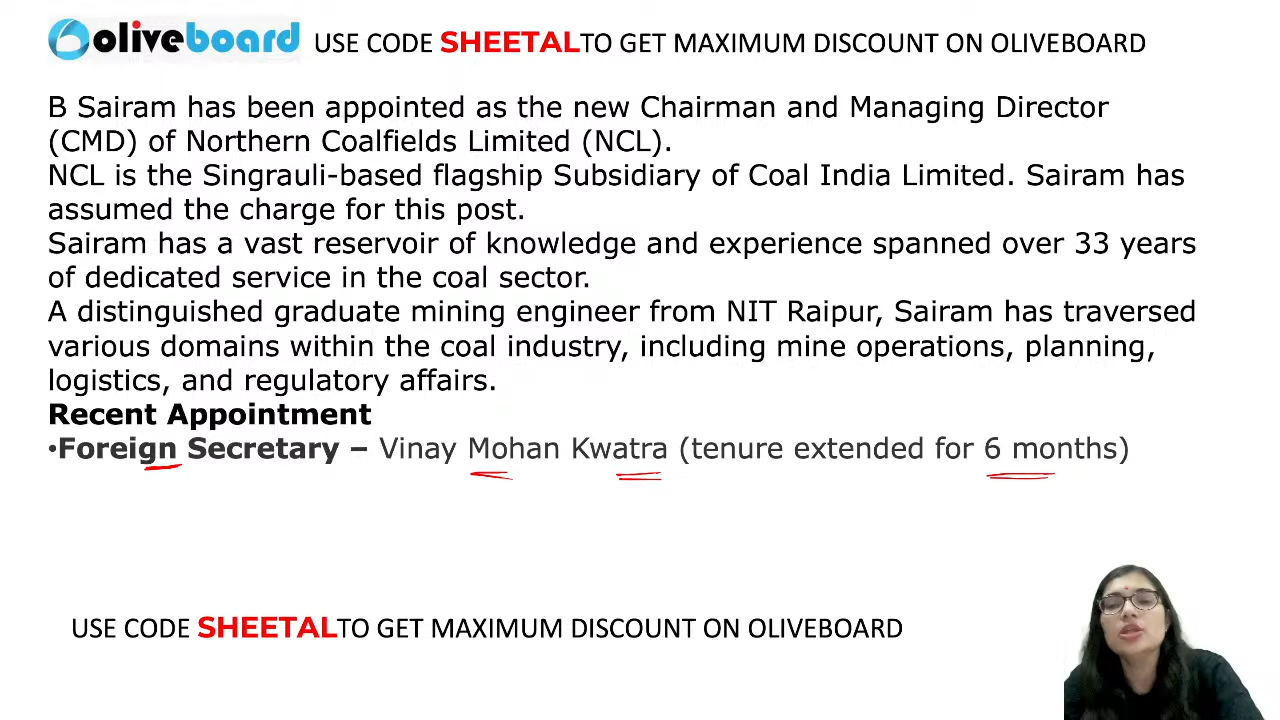 oliveboard USE CODE SHEETALTO GET MAXIMUM DISCOUNT ON OLIVEBOARD
B Sairam has been appointed as the new Chairman and Managing Director
(CMD) of Northern Coalfields Limited (NCL).
NCL is the Singrauli-based flagship Subsidiary of Coal India Limited. Sairam has
assumed the charge for this post.
Sairam has a vast reservoir of knowledge and experience spanned over 33 years
of dedicated service in the coal sector.
A distinguished graduate mining engineer from NIT Raipur, Sairam has traversed
various domains within the coal industry, including mine operations, planning,
logistics, and regulatory affairs.
Recent Appointment
•Foreign Secretary – Vinay Mohan Kwatra (tenure extended for 6 months)
USE CODE SHEETALTO GET MAXIMUM DISCOUNT ON OLIVEBOARD